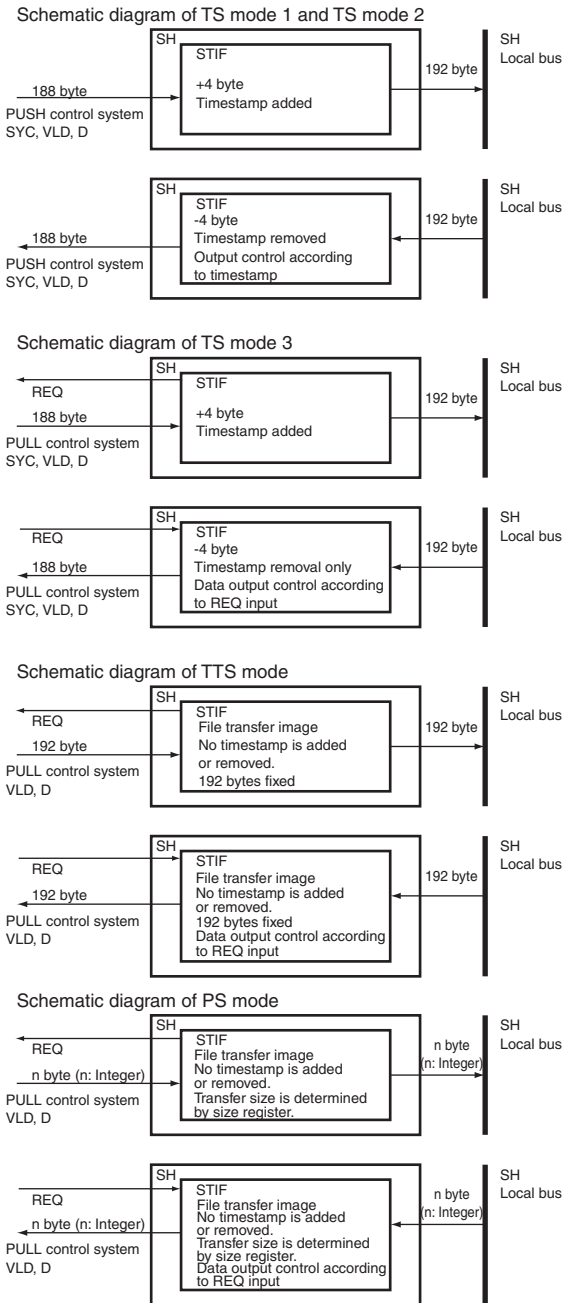 Schematic diagram of TS mode 1 and TS mode 2
SH
STIF
+4 byte
Timestamp added
188 byte
PUSH control system
SYC, VLD, D
192 byte
SH
Local bus
SH
STIF
-4 byte
Timestamp removed
Output control according
to timestamp
188 byte
PUSH control system
SYC, VLD, D
192 byte
SH
Local bus
Schematic diagram of TS mode 3
SH
STIF
+4 byte
Timestamp added
REQ
188 byte
PULL control system
SYC, VLD, D
192 byte
SH
Local bus
SH
STIF
-4 byte
Timestamp removal only
Data output control according
to REQ input
REQ
188 byte
PULL control system
SYC, VLD, D
192 byte
SH
Local bus
Schematic diagram of TTS mode
SH
STIF
File transfer image
No timestamp is added
or removed.
192 bytes fixed
REQ
192 byte
PULL control system
VLD, D
192 byte
SH
Local bus
SH
STIF
File transfer image
No timestamp is added
or removed.
192 bytes fixed
Data output control according
to REQ input
REQ
192 byte
PULL control system
VLD, D
192 byte
SH
Local bus
Schematic diagram of PS mode
SH
STIF
File transfer image
No timestamp is added
or removed.
Transfer size is determined
by size register.
REQ
n byte (n: Integer)
PULL control system
VLD, D
n byte
(n: Integer)
SH
Local bus
SH
STIF
File transfer image
No timestamp is added
or removed.
Transfer size is determined
by size register.
Data output control according
to REQ input
REQ
n byte (n: Integer)
PULL control system
VLD, D
n byte
(n: Integer)
SH
Local bus